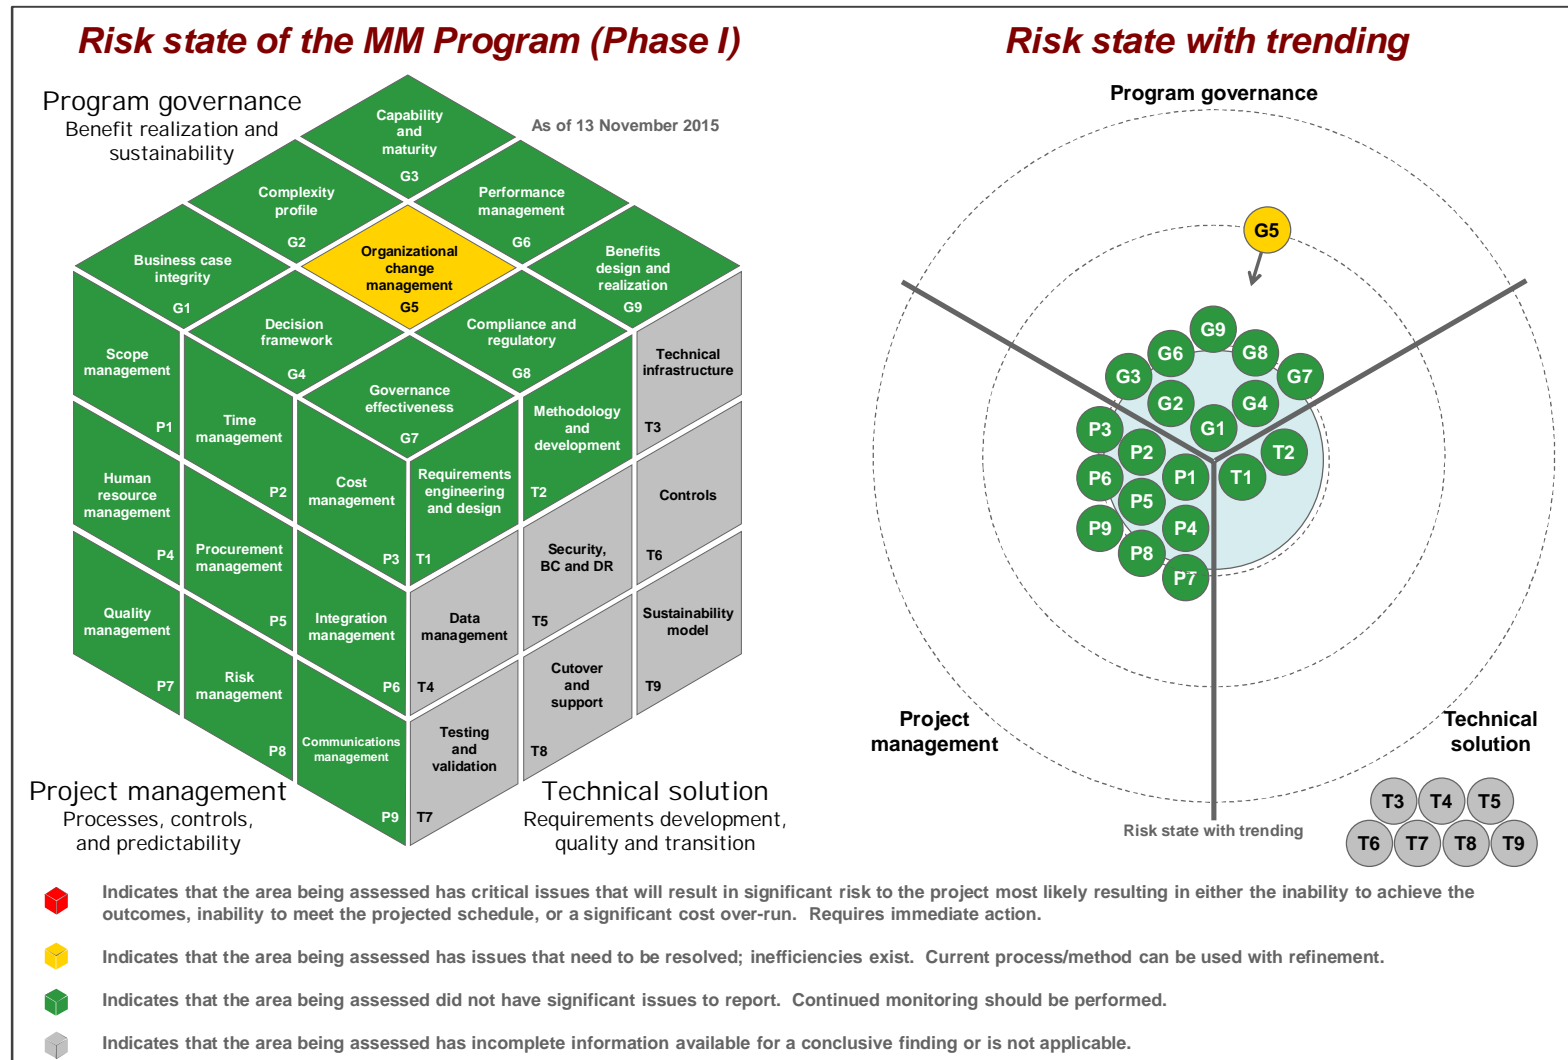 Risk state of the MM Program (Phase I)
Risk state with trending
Program governance
Benefit realization and
sustainability
As of 13 November 2015
Capability
and
maturity
G3
Complexity
profile
G2
Performance
management
G6
Business case
integrity
G1
Organizational
change
management
G5
Benefits
design and
realization
G9
Decision
framework
G4
Compliance and
regulatory
G8
Governance
effectiveness
G7
Scope
management
P1
Time
management
P2
Cost
management
P3
Human
resource
management
P4
Procurement
management
P5
Integration
management
P6
Quality
management
P7
Risk
management
P8
Communications
management
P9
Requirements
engineering
and design
T1
Methodology
and
development
T2
Technical
infrastructure
T3
Data
management
T4
Security,
BC and DR
T5
Controls
T6
Testing
and
validation
T7
Cutover
and
support
T8
Sustainability
model
T9
Project management
Processes, controls,
and predictability
Technical solution
Requirements development,
quality and transition
Program governance
G5
G9
G6
G8
G3
G7
G2
G4
G1
P3
P2
P6
P1
P5
P9
P4
P8
P7
T2
T1
Project
management
Technical
solution
T3
T4
T5
T6
T7
T8
T9
Risk state with trending
Indicates that the area being assessed has critical issues that will result in significant risk to the project most likely resulting in either the inability to achieve the
outcomes, inability to meet the projected schedule, or a significant cost over-run. Requires immediate action.
Indicates that the area being assessed has issues that need to be resolved; inefficiencies exist. Current process/method can be used with refinement.
Indicates that the area being assessed did not have significant issues to report. Continued monitoring should be performed.
Indicates that the area being assessed has incomplete information available for a conclusive finding or is not applicable.